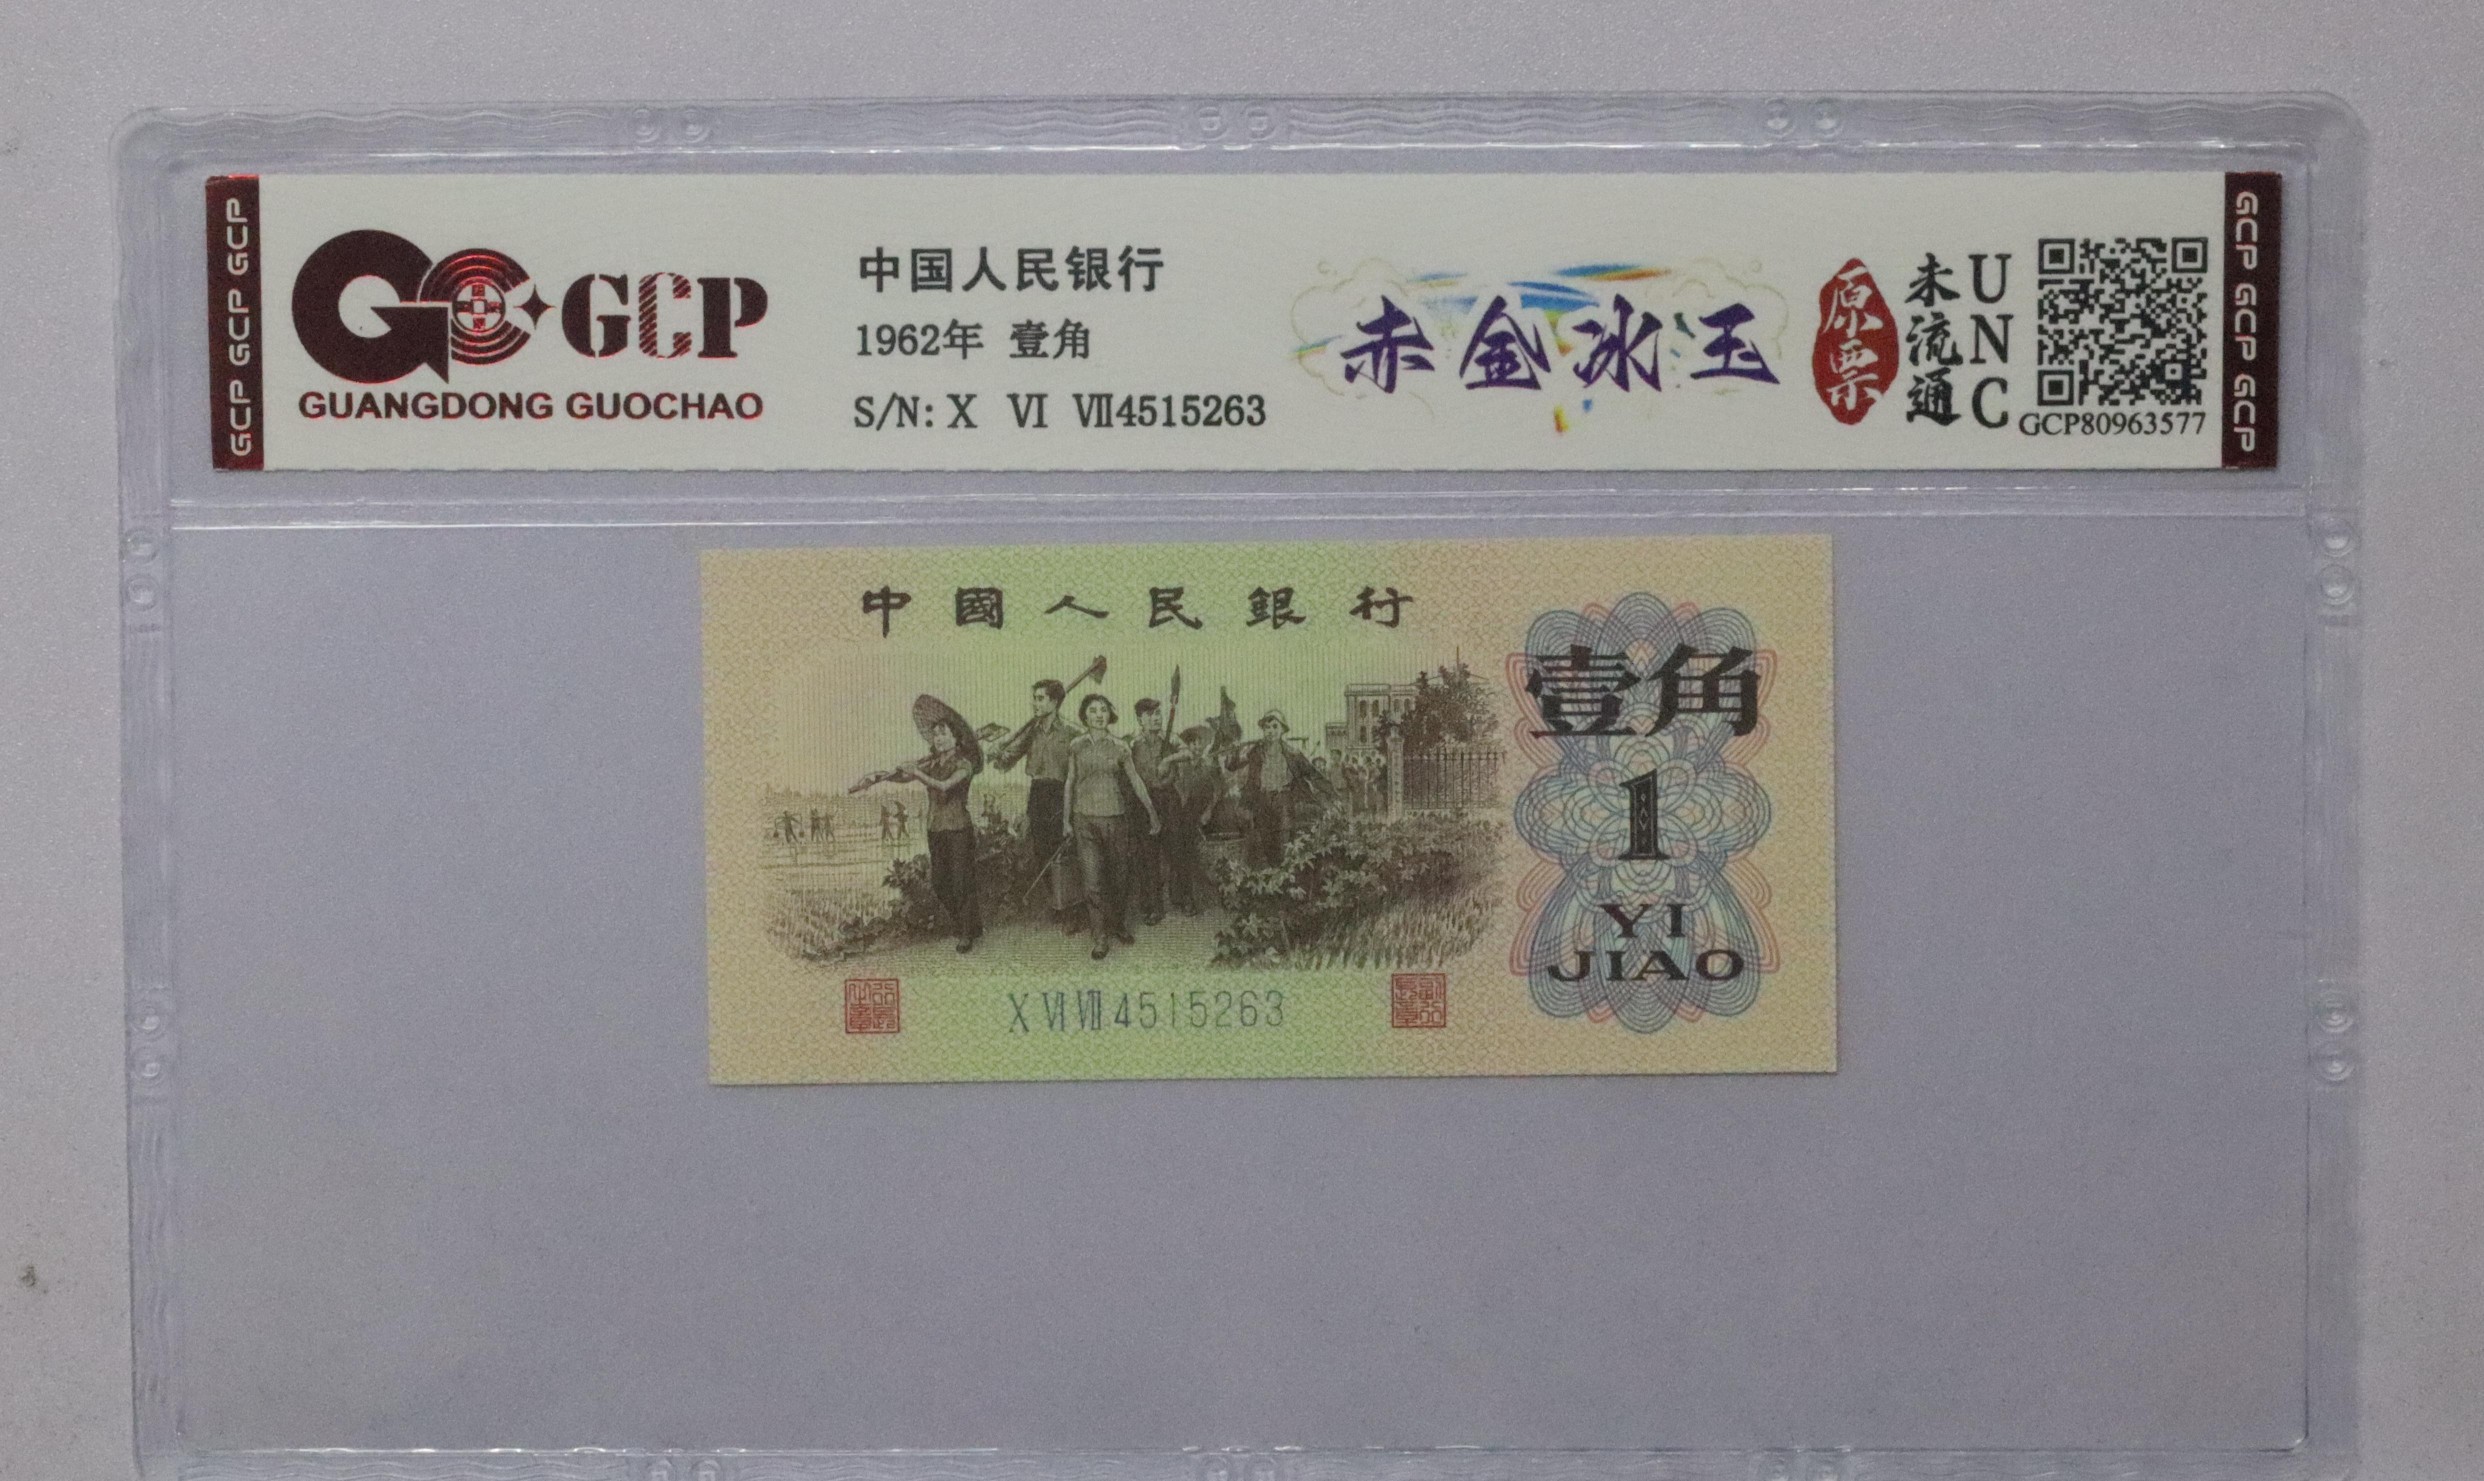 GCP GCP GCP
GCP
GUANGDONG GUOCHAO
中国人民银行
1962年 壹角
S/N: X Ⅵ Ⅶ4515263
赤金冰玉
原票
未流通
UNC
GCP80963577
GCP GCP GCP
中國人民銀行
壹角
1
YI
JIAO
X Ⅵ Ⅶ 4515263